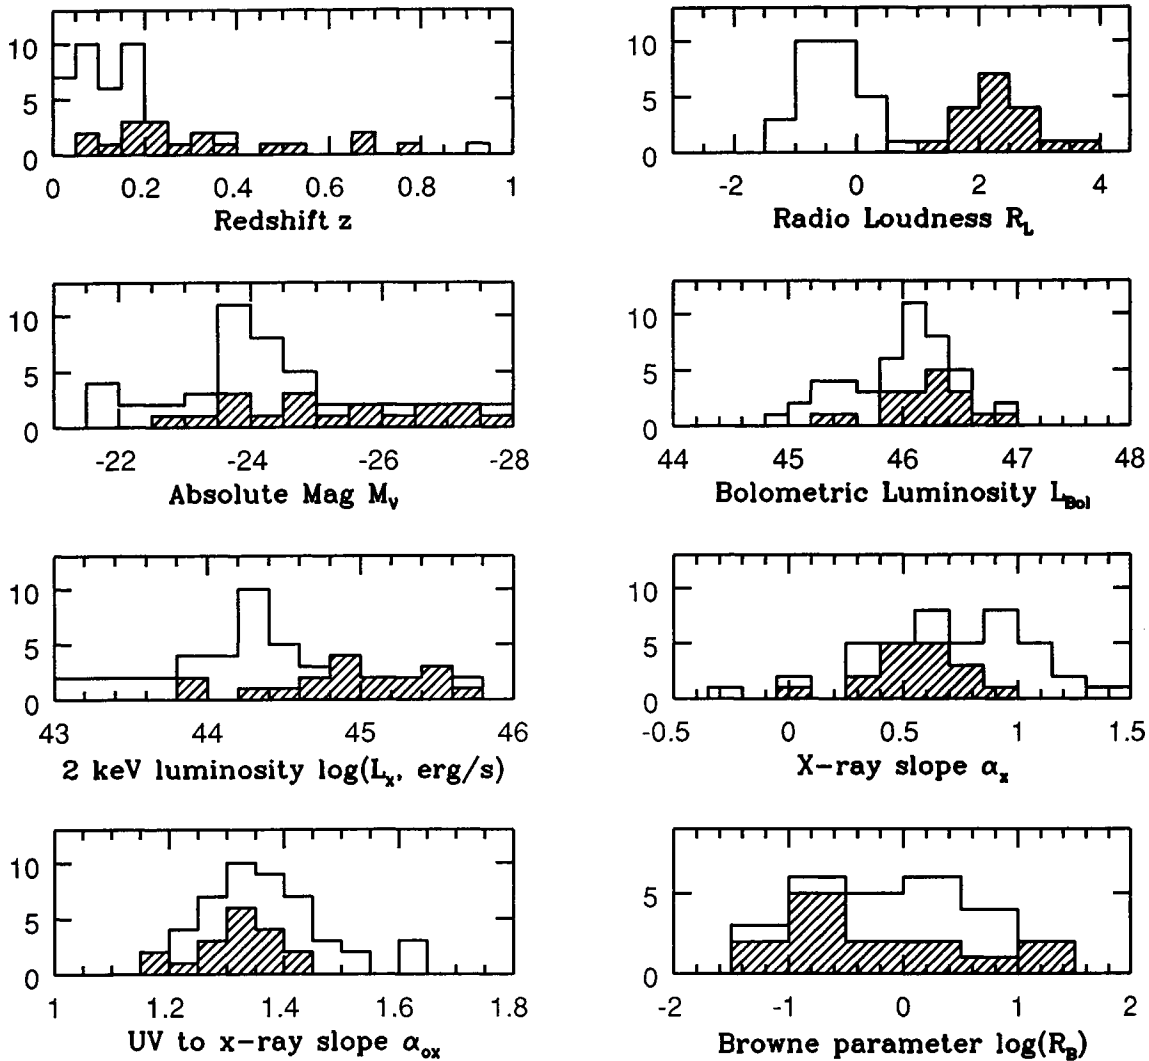 10
5
0
0 0.2 0.4 0.6 0.8 1
Redshift z
10
5
0
-2 0 2 4
Radio Loudness R_L
10
5
0
-22 -24 -26 -28
Absolute Mag M_V
10
5
0
44 45 46 47 48
Bolometric Luminosity L_Bol
10
5
0
43 44 45 46
2 keV luminosity log(L_x, erg/s)
10
5
0
-0.5 0 0.5 1 1.5
X-ray slope α_x
10
5
0
1 1.2 1.4 1.6 1.8
UV to x-ray slope α_ox
5
0
-2 -1 0 1 2
Browne parameter log(R_B)